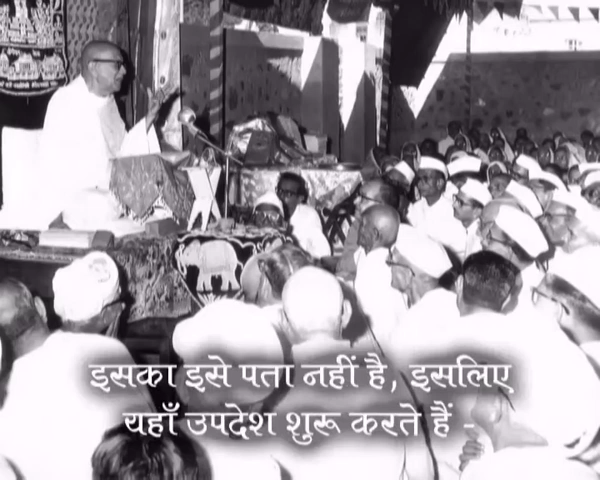 इसका इसे पता नहीं है, इसलिए
यहाँ उपदेश शुरू करते हैं -